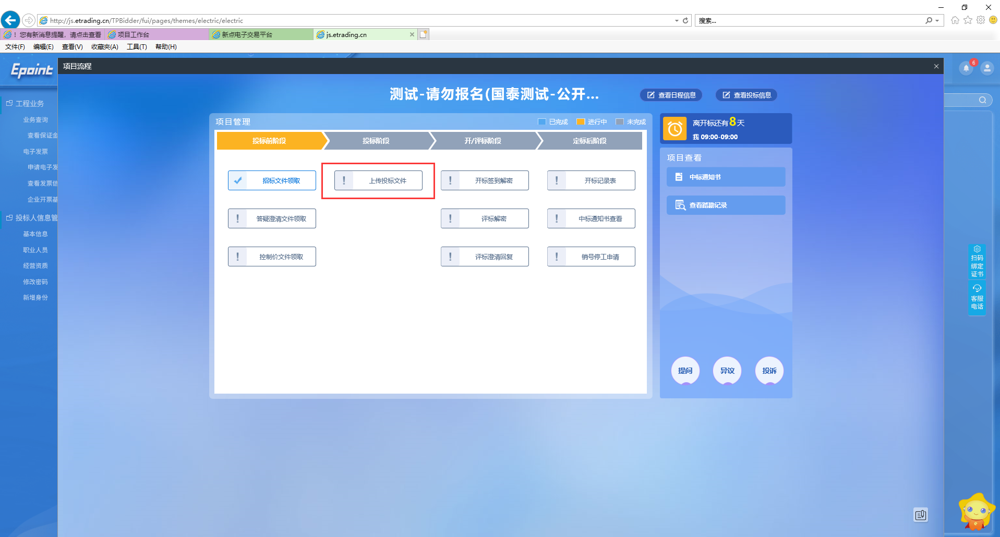 http://js.etrading.cn/TPBidder/fui/pages/themes/electric/electric
搜索...
！您有新消息提醒，请点击查看
项目工作台
新点电子交易平台
js.etrading.cn
文件(F) 编辑(E) 查看(V) 收藏夹(A) 工具(T) 帮助(H)
Epoint
项目流程
6
测试-请勿报名(国泰测试-公开...
查看日程信息
查看投标信息
工程业务
业务查询
查看保证金
电子发票
申请电子发
查看发票信
企业开票基
投标人信息管
基本信息
职业人员
经营资质
修改密码
新增身份
项目管理
已完成 进行中 未完成
投标前阶段 投标阶段 开/评标阶段 定标后阶段
招标文件领取 上传投标文件 开标签到解密 开标记录表
答疑澄清文件领取 评标解密 中标通知书查看
控制价文件领取 评标澄清回复 销号停工申请
离开标还有8天
我 09:00-09:00
项目查看
中标通知书
查看踏勘记录
提问 异议 投诉
扫码
绑定
证书
客服
电话